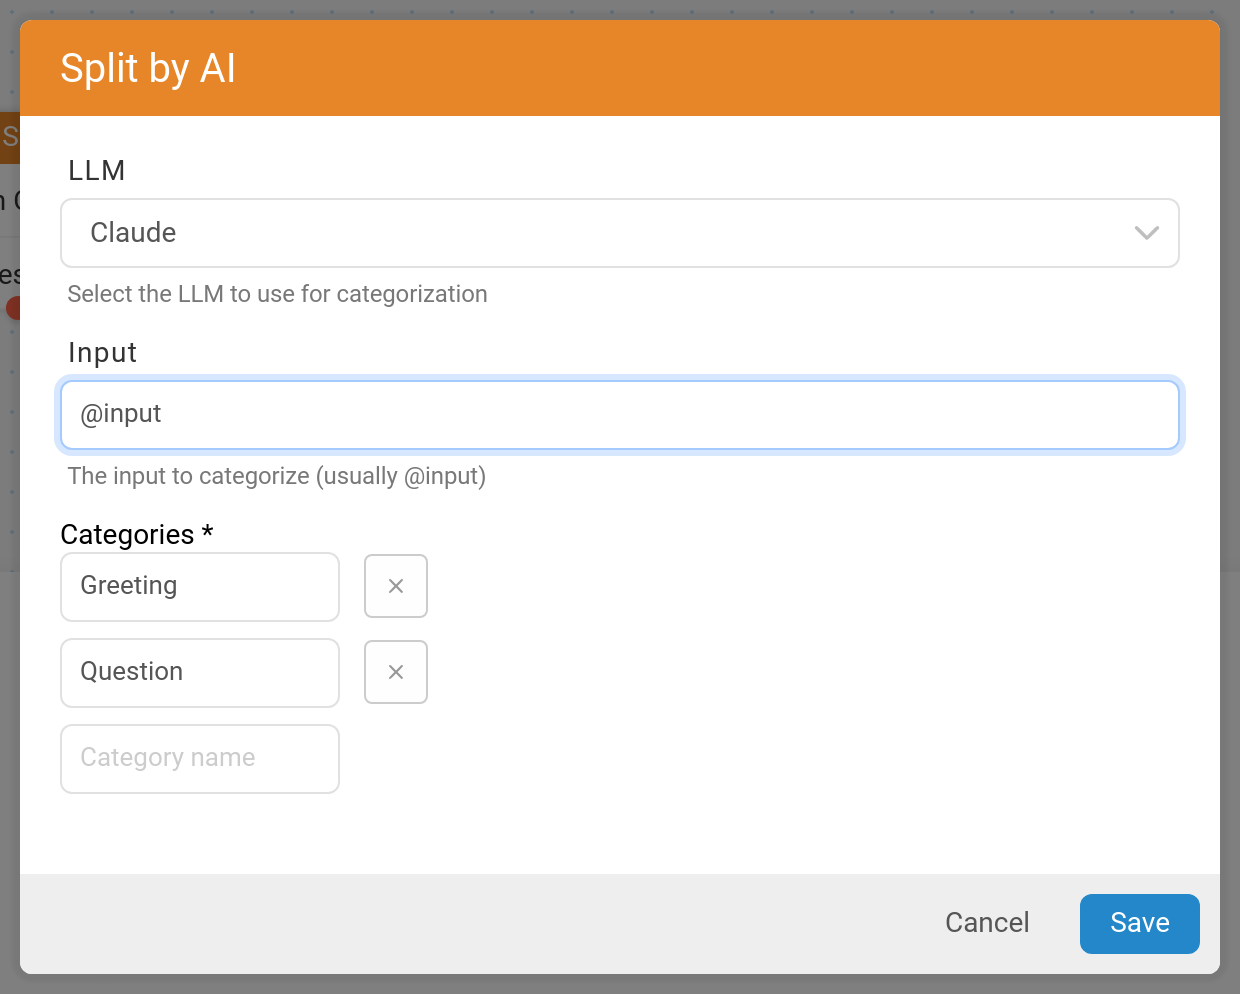 Split by AI
LLM
Claude
Select the LLM to use for categorization
Input
@input
The input to categorize (usually @input)
Categories *
Greeting
Question
Category name
Cancel
Save